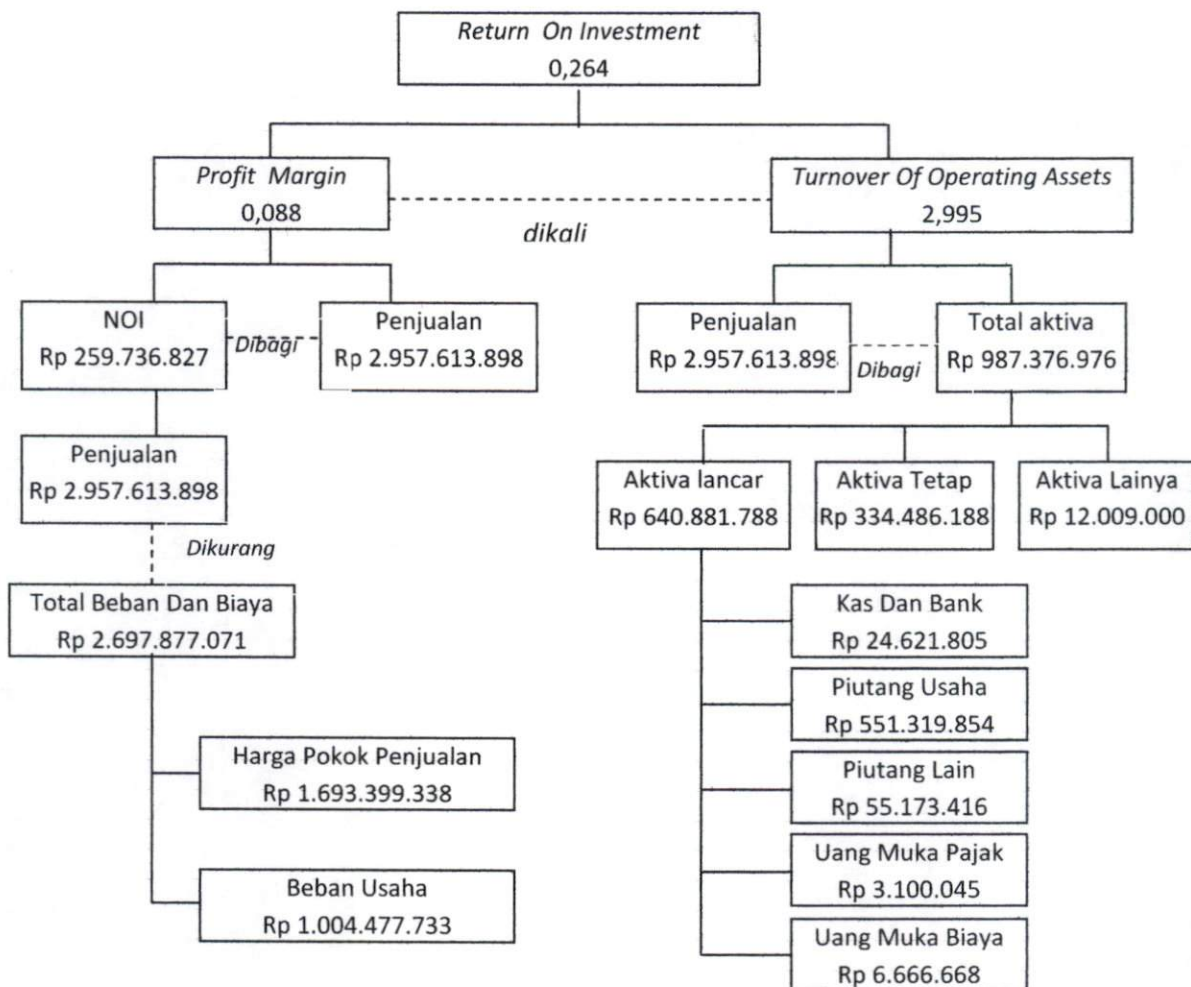 Return On Investment
0,264
Profit Margin
0,088
dikali
Turnover Of Operating Assets
2,995
NOI
Rp 259.736.827
Dibagi
Penjualan
Rp 2.957.613.898
Penjualan
Rp 2.957.613.898
Dibagi
Total aktiva
Rp 987.376.976
Penjualan
Rp 2.957.613.898
Dikurang
Total Beban Dan Biaya
Rp 2.697.877.071
Harga Pokok Penjualan
Rp 1.693.399.338
Beban Usaha
Rp 1.004.477.733
Aktiva lancar
Rp 640.881.788
Aktiva Tetap
Rp 334.486.188
Aktiva Lainya
Rp 12.009.000
Kas Dan Bank
Rp 24.621.805
Piutang Usaha
Rp 551.319.854
Piutang Lain
Rp 55.173.416
Uang Muka Pajak
Rp 3.100.045
Uang Muka Biaya
Rp 6.666.668